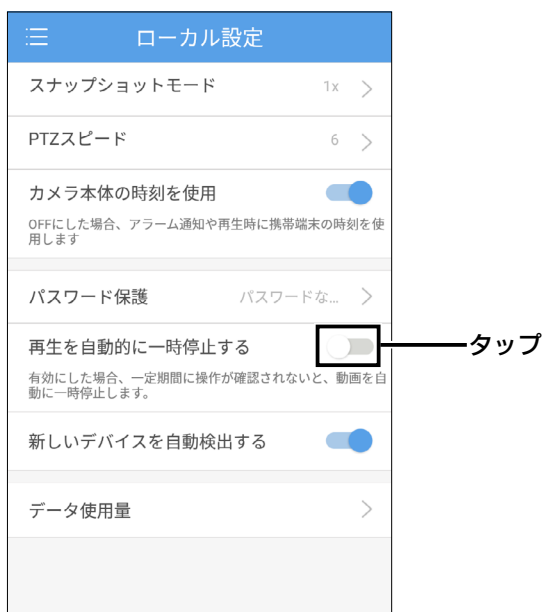 ローカル設定
スナップショットモード 1x
PTZスピード 6
カメラ本体の時刻を使用
OFFにした場合、アラーム通知や再生時に携帯端末の時刻を使
用します
パスワード保護 パスワードな...
再生を自動的に一時停止する
タップ
有効にした場合、一定期間に操作が確認されないと、動画を自
動に一時停止します。
新しいデバイスを自動検出する
データ使用量